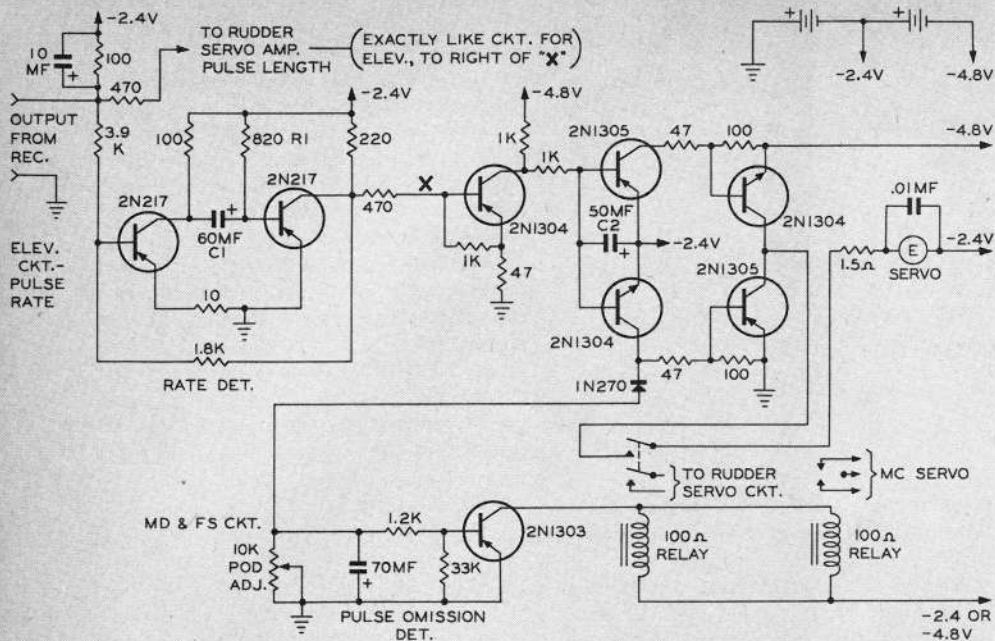 -2.4V
10
MF
100
TO RUDDER
SERVO AMP.
PULSE LENGTH
(EXACTLY LIKE CKT. FOR
ELEV., TO RIGHT OF "X")
470
OUTPUT
FROM
REC.
3.9
K
100
820 R1
-2.4V
220
2N217
60MF
C1
2N217
470
X
ELEV.
CKT.-
PULSE
RATE
10
1.8K
RATE DET.
-4.8V
1K
1K
2N1304
1K
47
2N1305
47
100
50MF
C2
-2.4V
2N1304
2N1304
2N1305
47
100
1N270
+
+
-2.4V
-4.8V
-4.8V
.01MF
-2.4V
1.5Ω
E
SERVO
TO RUDDER
SERVO CKT.
MC SERVO
MD & FS CKT.
10K
POD
ADJ.
70MF
1.2K
33K
2N1303
PULSE OMISSION
DET.
100Ω
RELAY
100Ω
RELAY
-2.4 OR
-4.8V